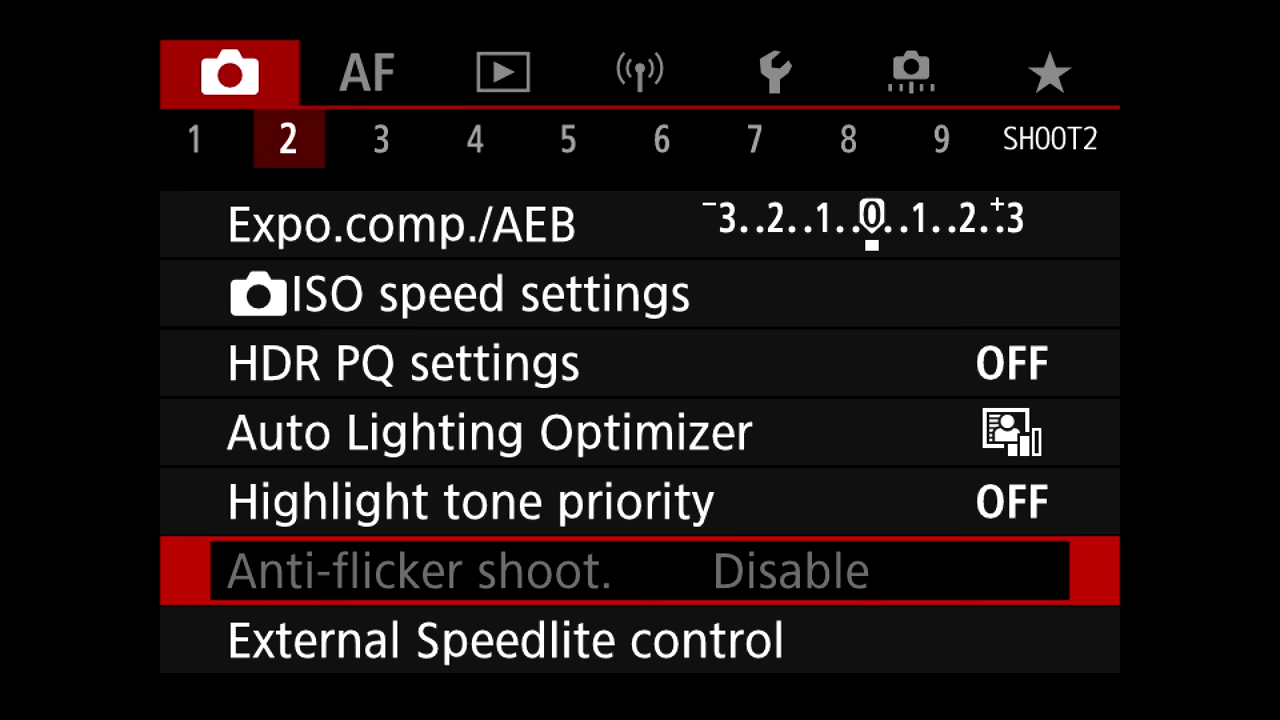 AF
1 2 3 4 5 6 7 8 9 SHOOT2
Expo.comp./AEB -3..2..1..0..1..2..+3
ISO speed settings
HDR PQ settings OFF
Auto Lighting Optimizer
Highlight tone priority OFF
Anti-flicker shoot. Disable
External Speedlite control